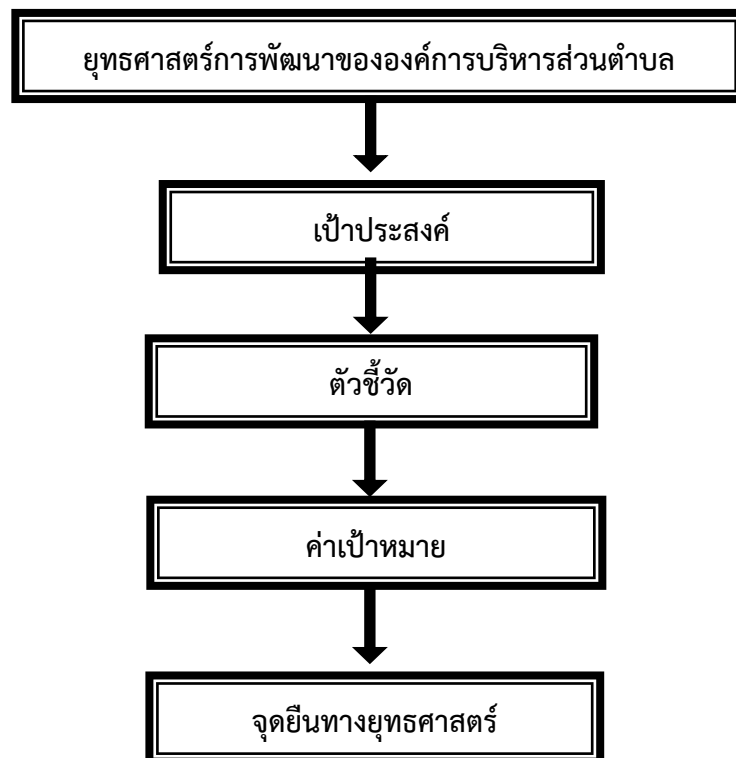 ยุทธศาสตร์การพัฒนาขององค์การบริหารส่วนตำบล
เป้าประสงค์
ตัวชี้วัด
ค่าเป้าหมาย
จุดยืนทางยุทธศาสตร์